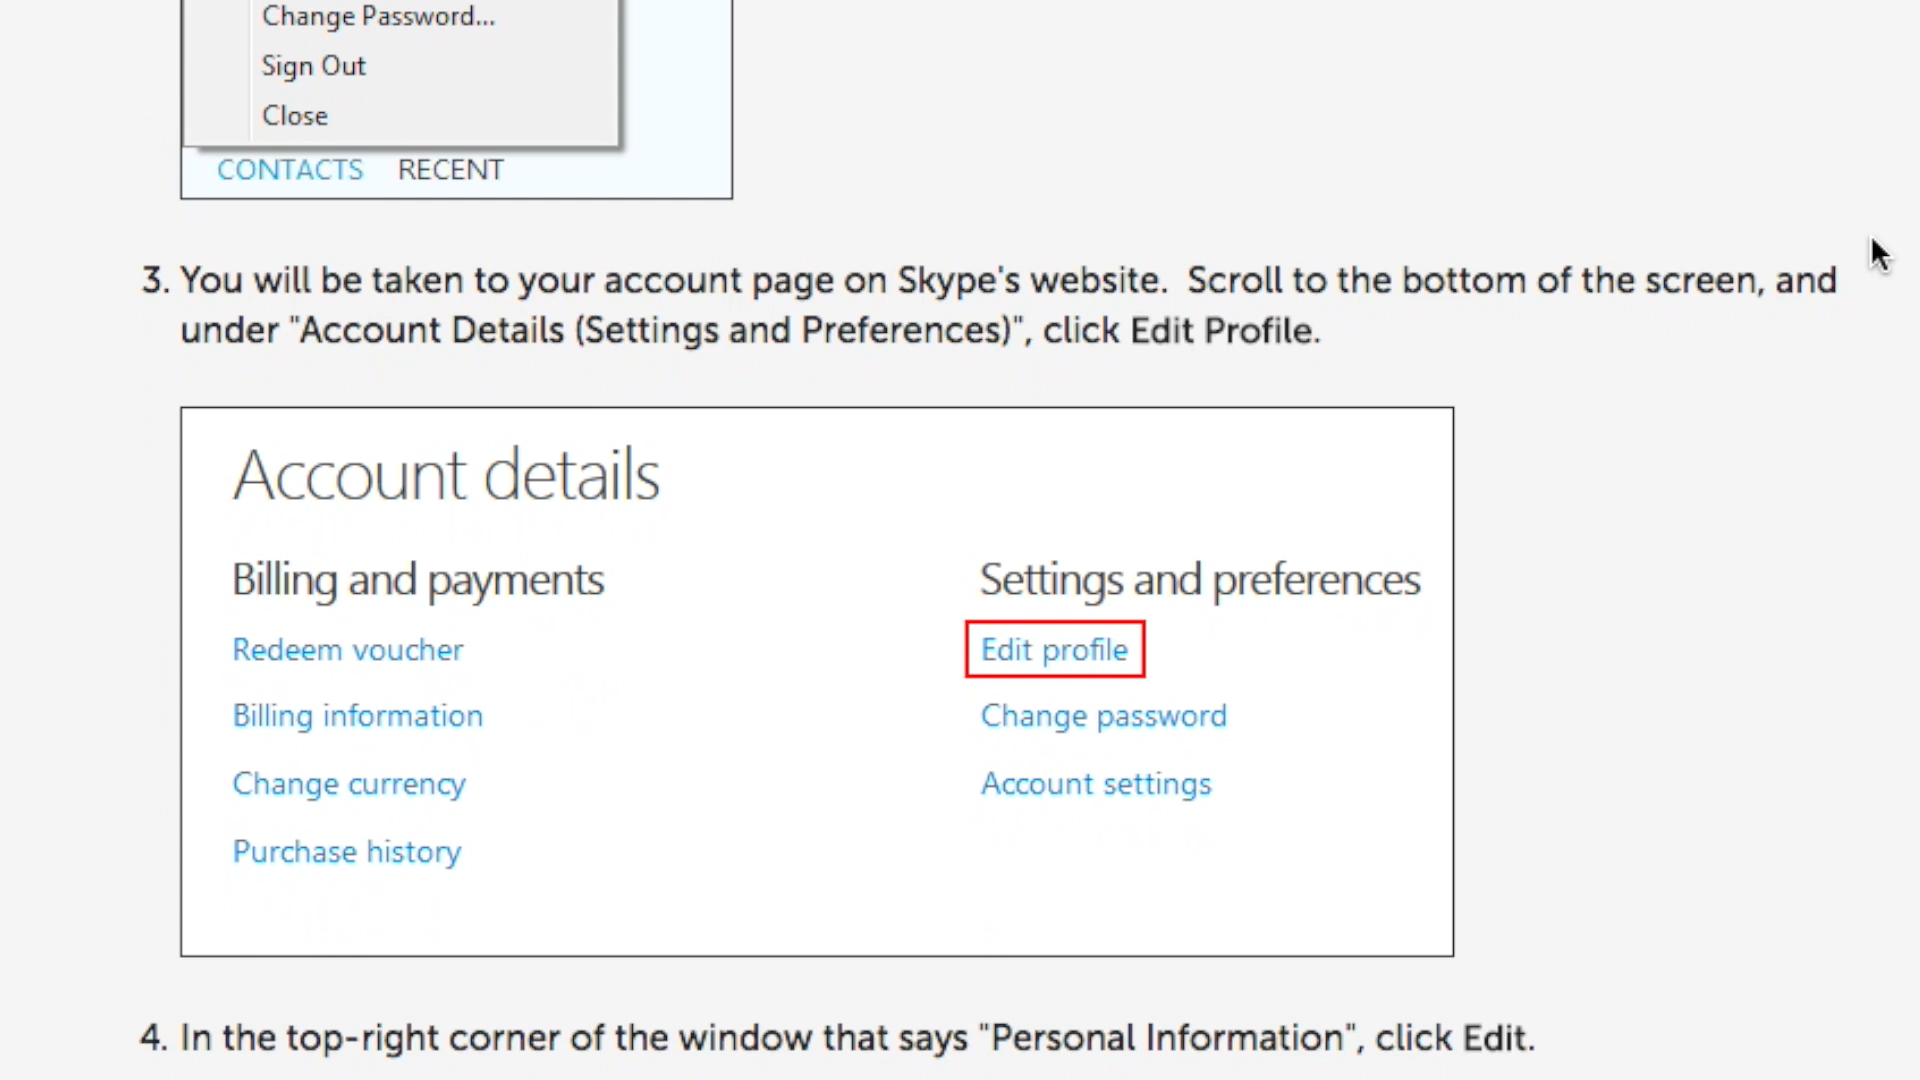 Change Password...
Sign Out
Close
CONTACTS RECENT
3. You will be taken to your account page on Skype's website. Scroll to the bottom of the screen, and
under "Account Details (Settings and Preferences)", click Edit Profile.
Account details
Billing and payments
Redeem voucher
Billing information
Change currency
Purchase history
Settings and preferences
Edit profile
Change password
Account settings
4. In the top-right corner of the window that says "Personal Information", click Edit.